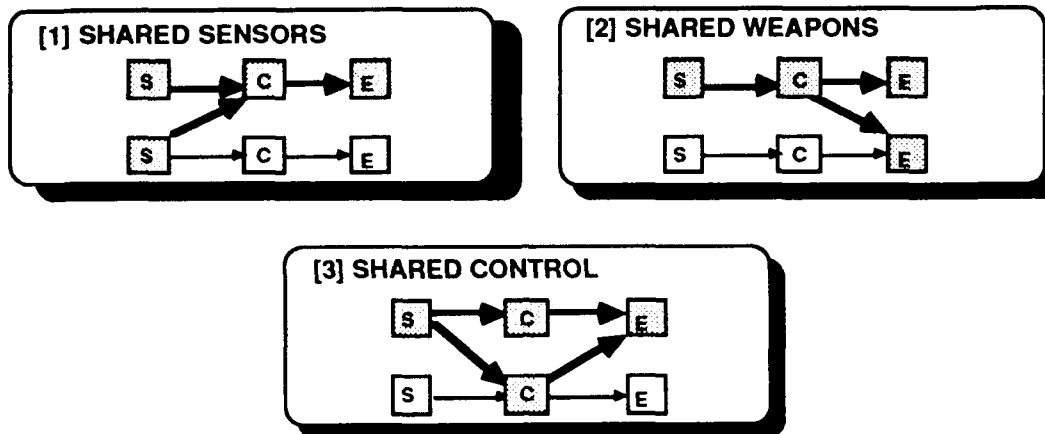 [1] SHARED SENSORS
S C E
S C E
[2] SHARED WEAPONS
S C E
S C E
[3] SHARED CONTROL
S C E
S C E